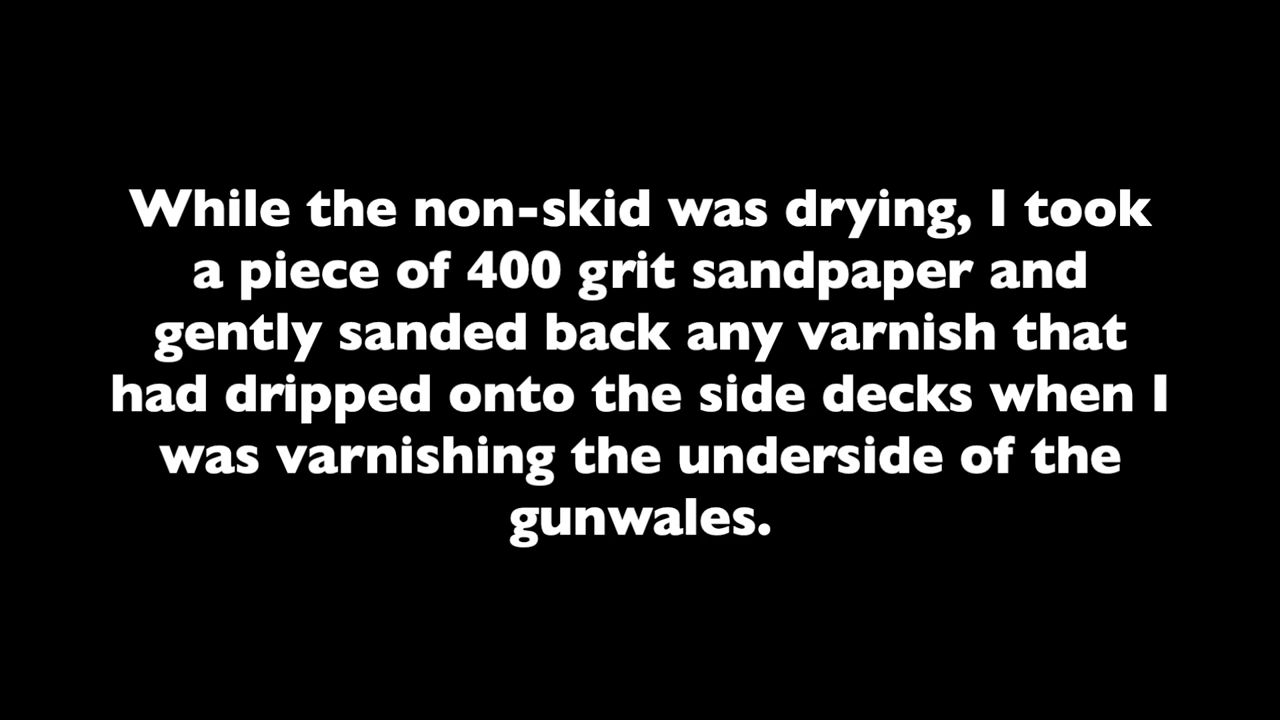 While the non-skid was drying, I took
a piece of 400 grit sandpaper and
gently sanded back any varnish that
had dripped onto the side decks when I
was varnishing the underside of the
gunwales.